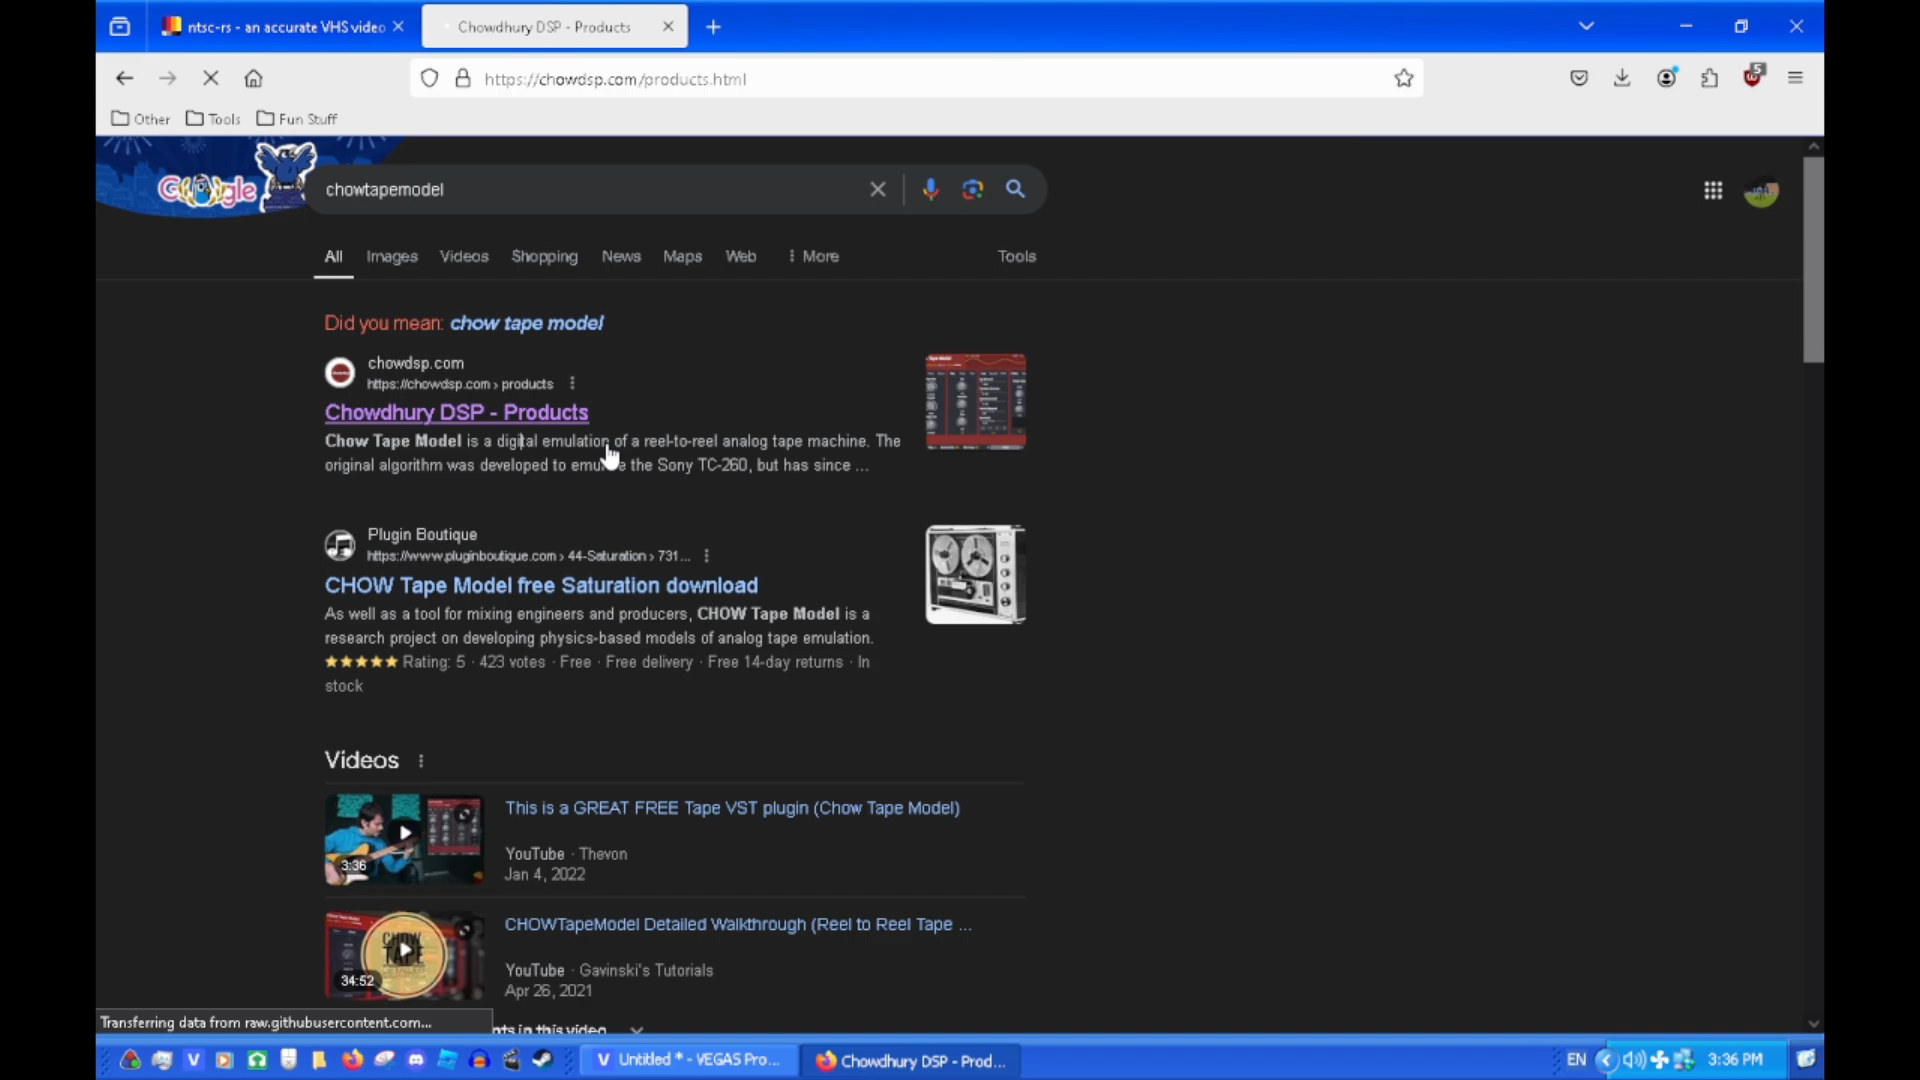 ntsc-rs - an accurate VHS video
Chowdhury DSP - Products
https://chowdsp.com/products.html
5
Other
Tools
Fun Stuff
Google
chowtapemodel
All
Images
Videos
Shopping
News
Maps
Web
More
Tools
Did you mean: chow tape model
chowdsp.com
https://chowdsp.com › products
Chowdhury DSP - Products
Chow Tape Model is a digital emulation of a reel-to-reel analog tape machine. The
original algorithm was developed to the Sony TC-260, but has since ...
Plugin Boutique
https://www.pluginboutique.com › 44-Saturation › 731...
CHOW Tape Model free Saturation download
As well as a tool for mixing engineers and producers, CHOW Tape Model is a
research project on developing physics-based models of analog tape emulation.
Rating: 5 · 423 votes · Free · Free delivery · Free 14-day returns · In
stock
Videos
3:36
This is a GREAT FREE Tape VST plugin (Chow Tape Model)
YouTube · Thevon
Jan 4, 2022
CHOW
TAPE
34:52
CHOWTapeModel Detailed Walkthrough (Reel to Reel Tape ...
YouTube · Gavinski's Tutorials
Apr 26, 2021
in this video
Transferring data from raw.githubusercontent.com...
Untitled * - VEGAS Pro...
Chowdhury DSP - Prod...
EN
3:36 PM